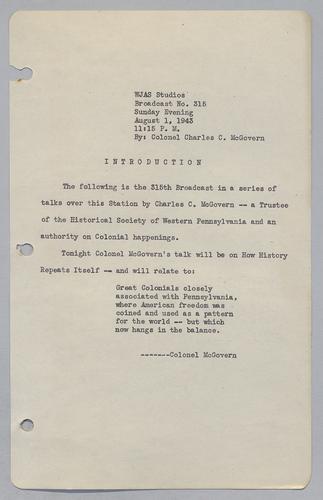 WJAS Studios
Broadcast No. 315
Sunday Evening
August 1, 1943
11:15 P. M.
By: Colonel Charles C. McGovern
INTRODUCTION
The following is the 315th Broadcast in a series of
talks over this Station by Charles C. McGovern -- a Trustee
of the Historical Society of Western Pennsylvania and an
authority on Colonial happenings.
Tonight Colonel McGovern's talk will be on How History
Repeats Itself -- and will relate to:
Great Colonials closely
associated with Pennsylvania,
where American freedom was
coined and used as a pattern
for the world -- but which
now hangs in the balance.
-------Colonel McGovern